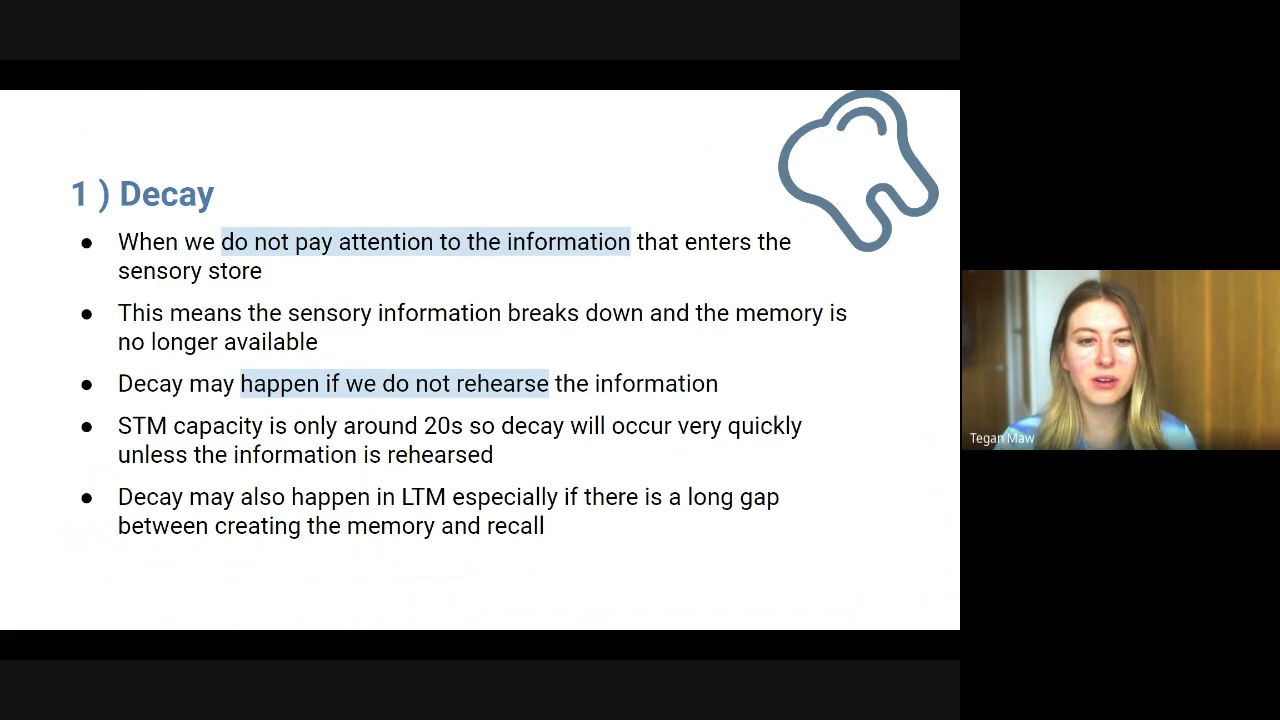 1 ) Decay
● When we do not pay attention to the information that enters the
sensory store
● This means the sensory information breaks down and the memory is
no longer available
● Decay may happen if we do not rehearse the information
● STM capacity is only around 20s so decay will occur very quickly
unless the information is rehearsed
● Decay may also happen in LTM especially if there is a long gap
between creating the memory and recall
Tegan Maw